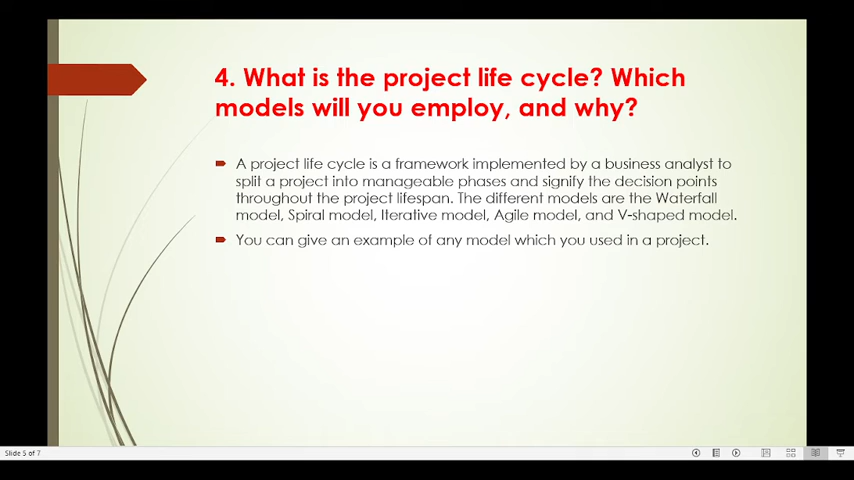 4. What is the project life cycle? Which
models will you employ, and why?
A project life cycle is a framework implemented by a business analyst to
split a project into manageable phases and signify the decision points
throughout the project lifespan. The different models are the Waterfall
model, Spiral model, Iterative model, Agile model, and V-shaped model.
You can give an example of any model which you used in a project.
Slide 5 of 7